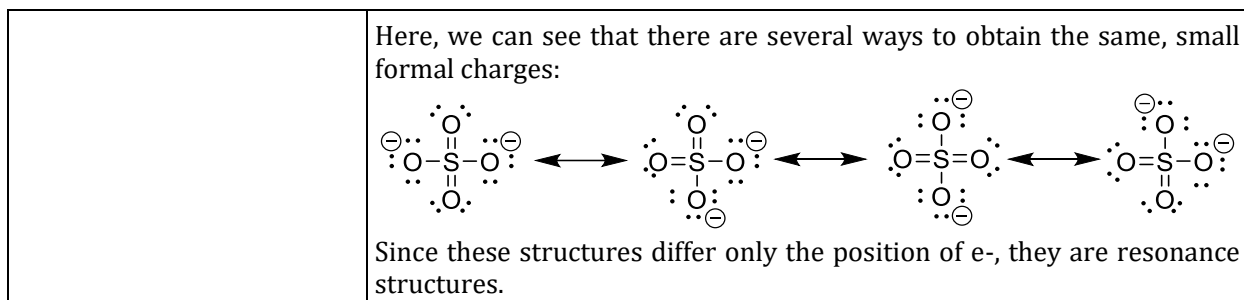 Here, we can see that there are several ways to obtain the same, small
formal charges:
O O O O
O S O O S O O S O O S O
O O O O
Since these structures differ only the position of e-, they are resonance
structures.